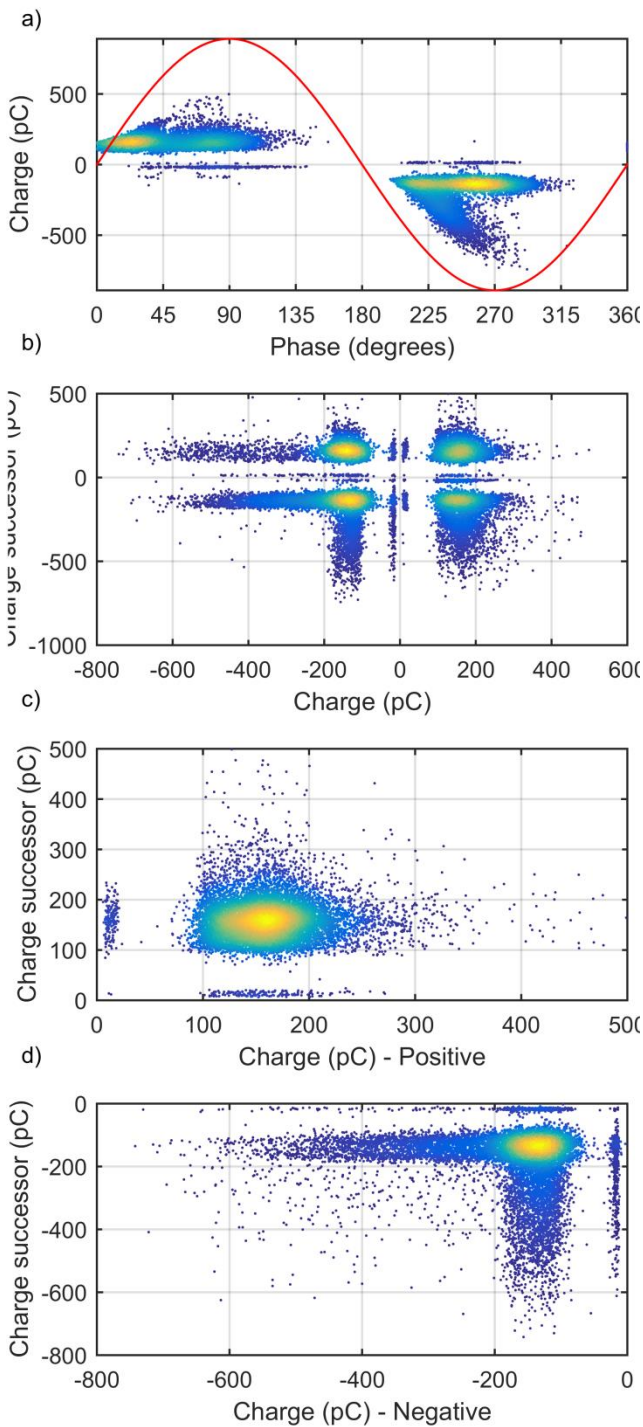 a)
Charge (pC)
500
0
-500
0 45 90 135 180 225 270 315 360
Phase (degrees)
b)
Charge successor (pC)
500
0
-500
-1000
-800 -600 -400 -200 0 200 400 600
Charge (pC)
c)
Charge successor (pC)
500
400
300
200
100
0
0 100 200 300 400 500
Charge (pC) - Positive
d)
Charge successor (pC)
0
-200
-400
-600
-800
-800 -600 -400 -200 0
Charge (pC) - Negative